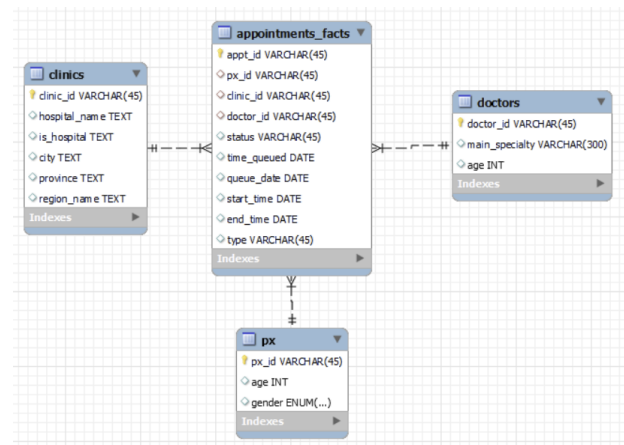 appointments_facts
appt_id VARCHAR(45)
px_id VARCHAR(45)
clinic_id VARCHAR(45)
doctor_id VARCHAR(45)
status VARCHAR(45)
time_queued DATE
queue_date DATE
start_time DATE
end_time DATE
type VARCHAR(45)
Indexes
clinics
clinic_id VARCHAR(45)
hospital_name TEXT
is_hospital TEXT
city TEXT
province TEXT
region_name TEXT
Indexes
doctors
doctor_id VARCHAR(45)
main_specialty VARCHAR(300)
age INT
Indexes
px
px_id VARCHAR(45)
age INT
gender ENUM(...)
Indexes